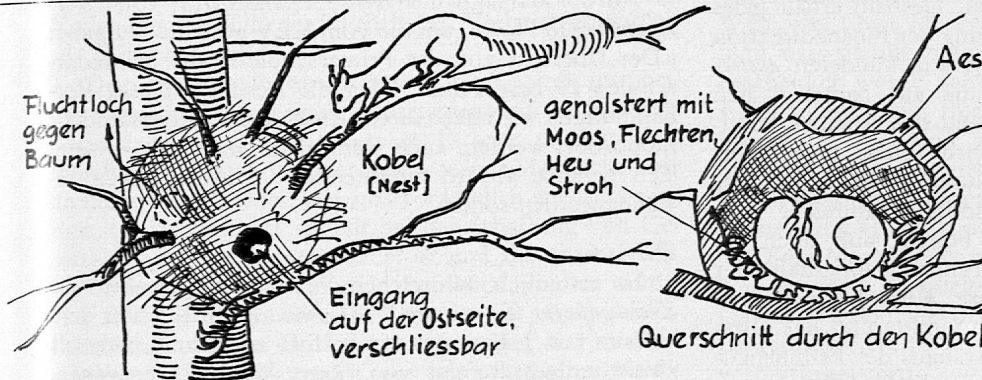 Fluchtloch
gegen
Baum
Kobel
[Nest]
Eingang
auf der Ostseite,
verschliessbar
genolstert mit
Moos, Flechten,
Heu und
Stroh
Aes
Querschnitt durch den Kobel